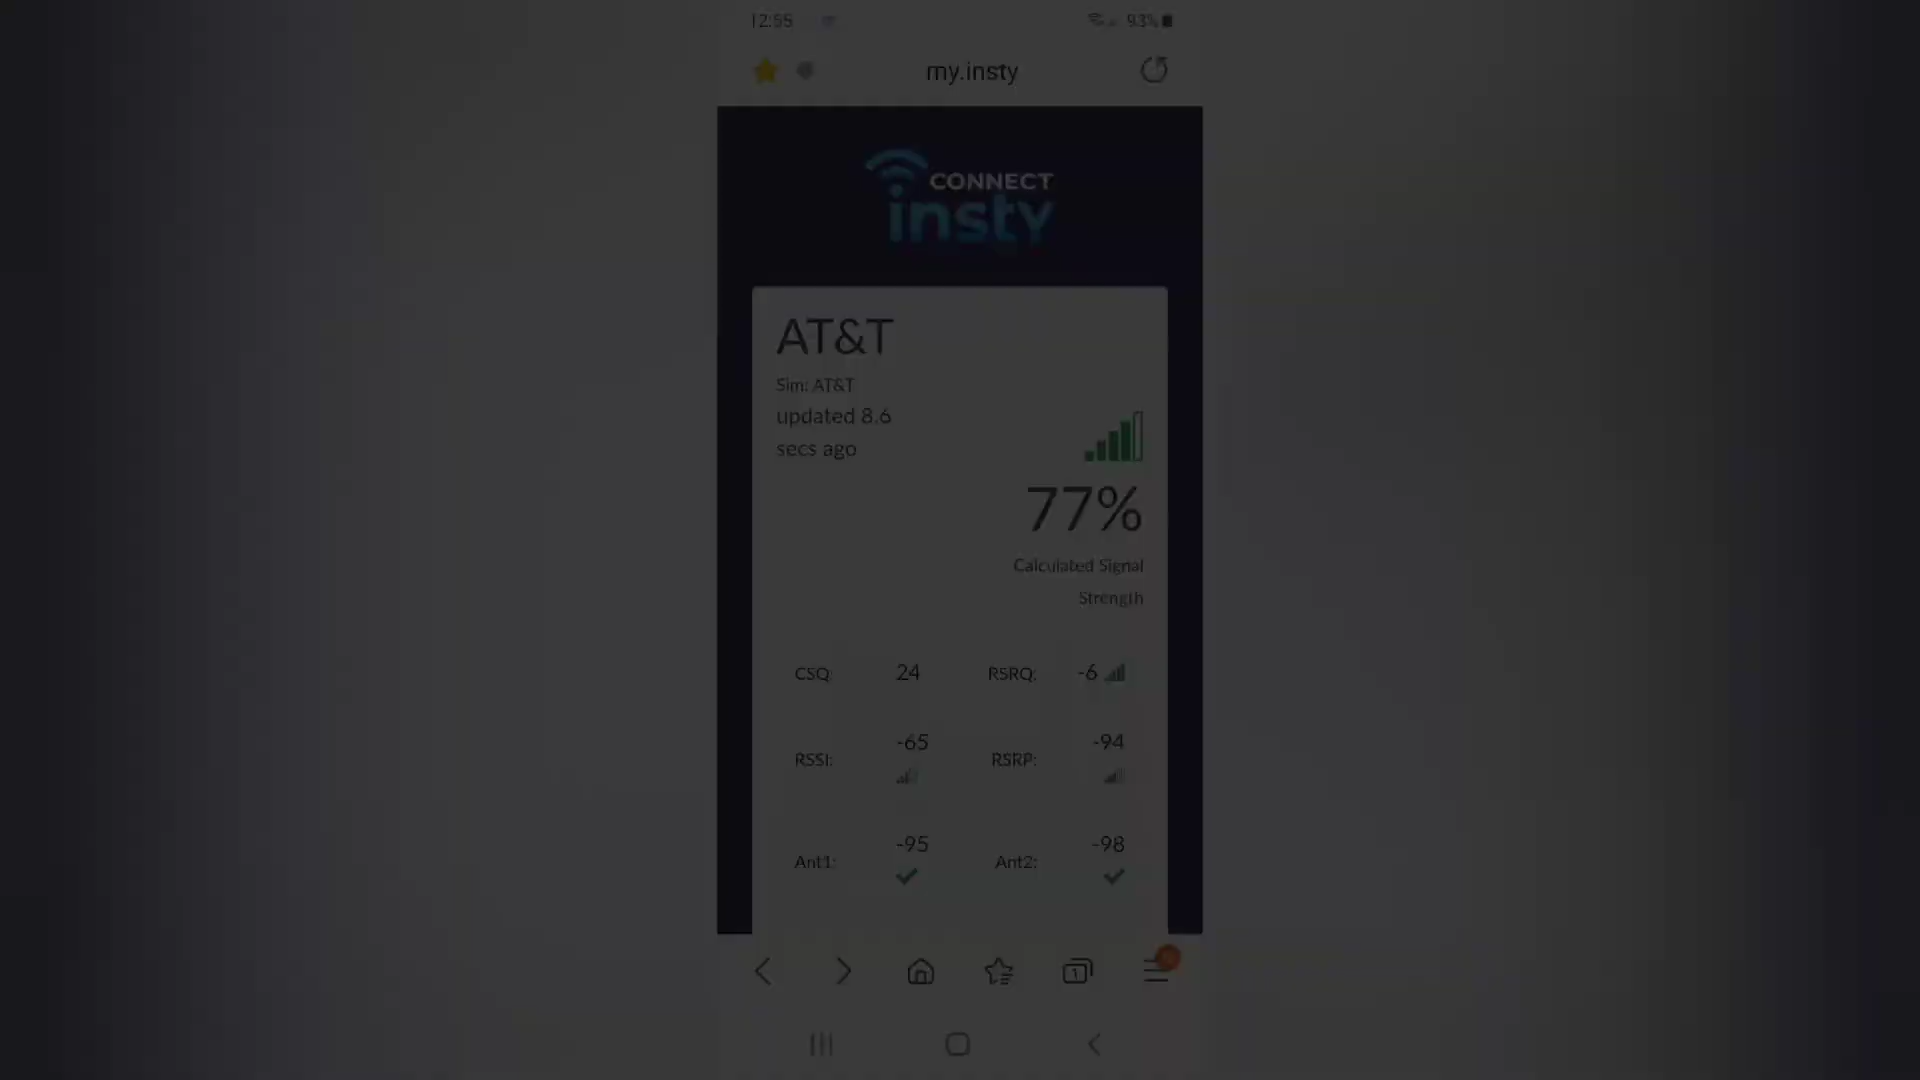 12:55
93%
my.insty
CONNECT
insty
AT&T
Sim: AT&T
updated 8.6
secs ago
77%
Calculated Signal
Strength
CSQ: 24 RSRQ: -6
RSSI: -65 RSRP: -94
Ant1: -95 Ant2: -98
1